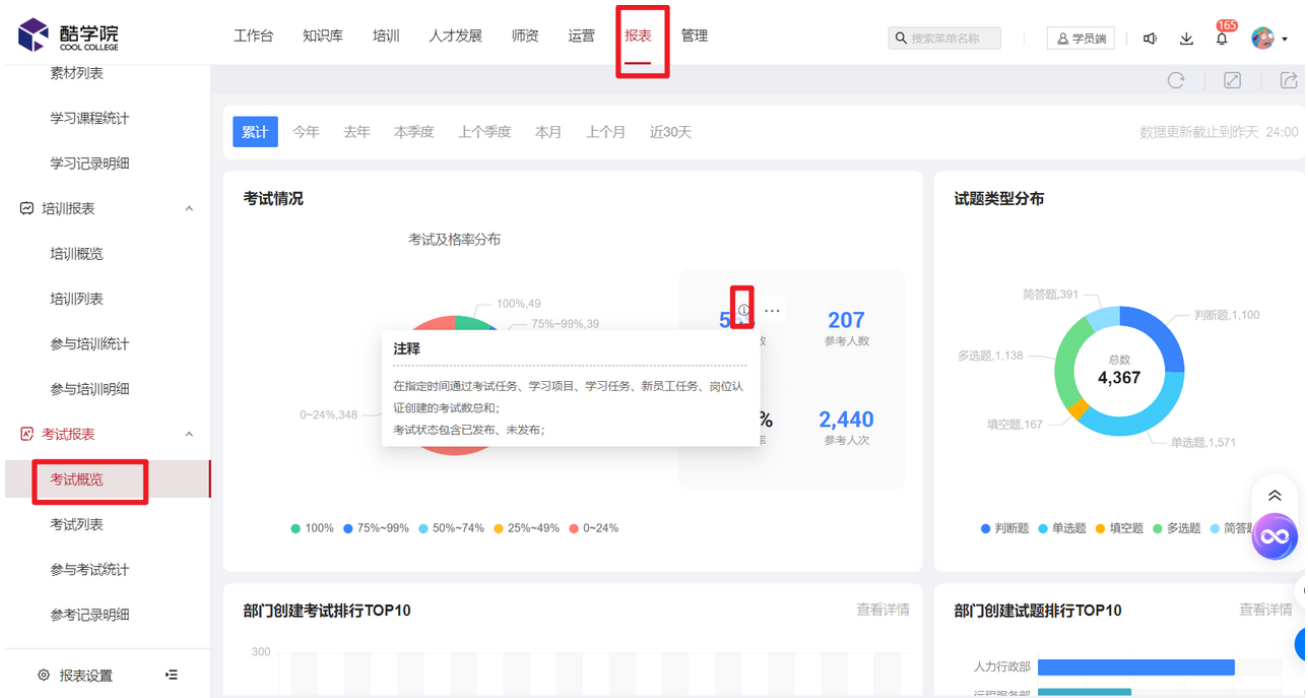 酷学院
COOL COLLEGE
工作台 知识库 培训 人才发展 师资 运营 报表 管理
搜索菜单名称
学员端
165
素材列表
学习课程统计
学习记录明细
培训报表
培训概览
培训列表
参与培训统计
参与培训明细
考试报表
考试概览
考试列表
参与考试统计
参考记录明细
报表设置
累计 今年 去年 本季度 上个季度 本月 上个月 近30天
数据更新截止到昨天 24:00
考试情况
考试及格率分布
100%,49
75%~99%,39
0~24%,348
注释
在指定时间通过考试任务、学习项目、学习任务、新员工任务、岗位认
证创建的考试数总和;
考试状态包含已发布、未发布;
5
数
207
参考人数
%
率
2,440
参考人次
100% 75%~99% 50%~74% 25%~49% 0~24%
试题类型分布
简答题,391
判断题,1,100
多选题,1,138
总数
4,367
填空题,167
单选题,1,571
判断题 单选题 填空题 多选题 简答
部门创建考试排行TOP10
查看详情
300
部门创建试题排行TOP10
查看详情
人力行政部
远程服务部